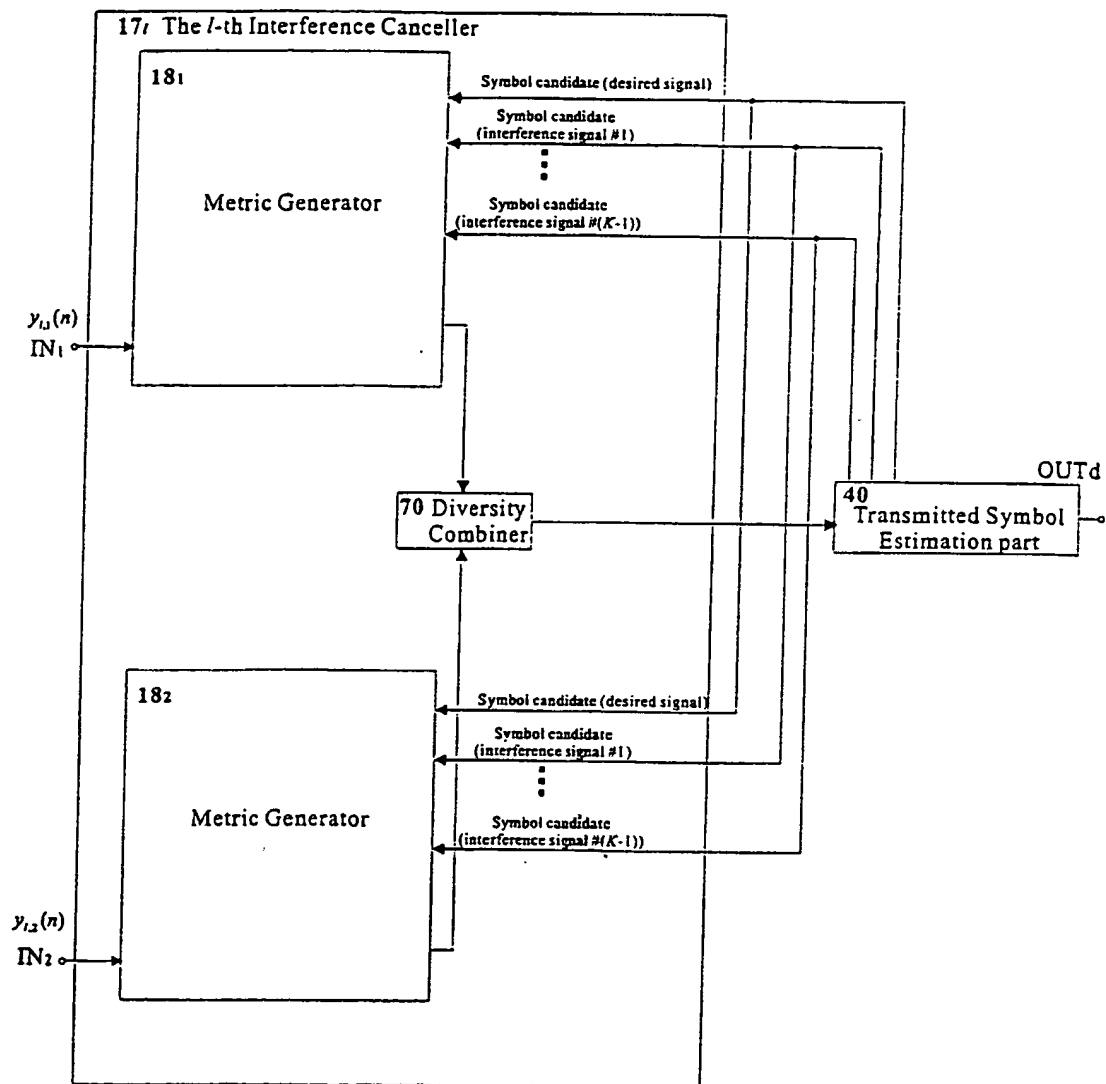 17l The l-th Interference Canceller
181
Symbol candidate (desired signal)
Symbol candidate
(interference signal #1)
Metric Generator
Symbol candidate
(interference signal #(K-1))
yl,1(n)
IN1
OUTd
70 Diversity
Combiner
40
Transmitted Symbol
Estimation part
182
Symbol candidate (desired signal)
Symbol candidate
(interference signal #1)
Metric Generator
Symbol candidate
(interference signal #(K-1))
yl,2(n)
IN2